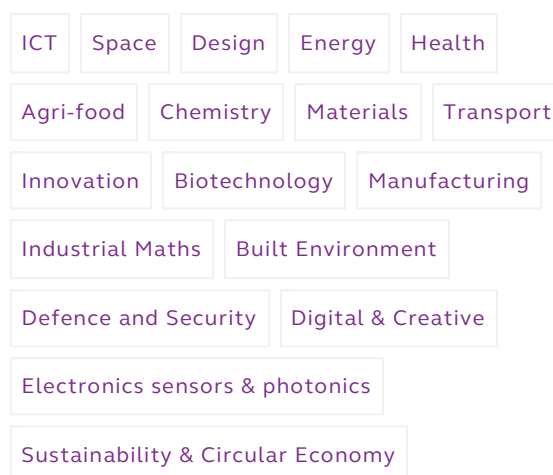 ICT Space Design Energy Health
Agri-food Chemistry Materials Transport
Innovation Biotechnology Manufacturing
Industrial Maths Built Environment
Defence and Security Digital & Creative
Electronics sensors & photonics
Sustainability & Circular Economy